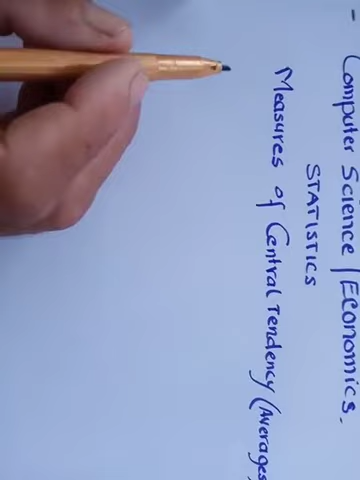 - Computer Science / Economics.
STATISTICS
Measures of Central Tendency (Averages